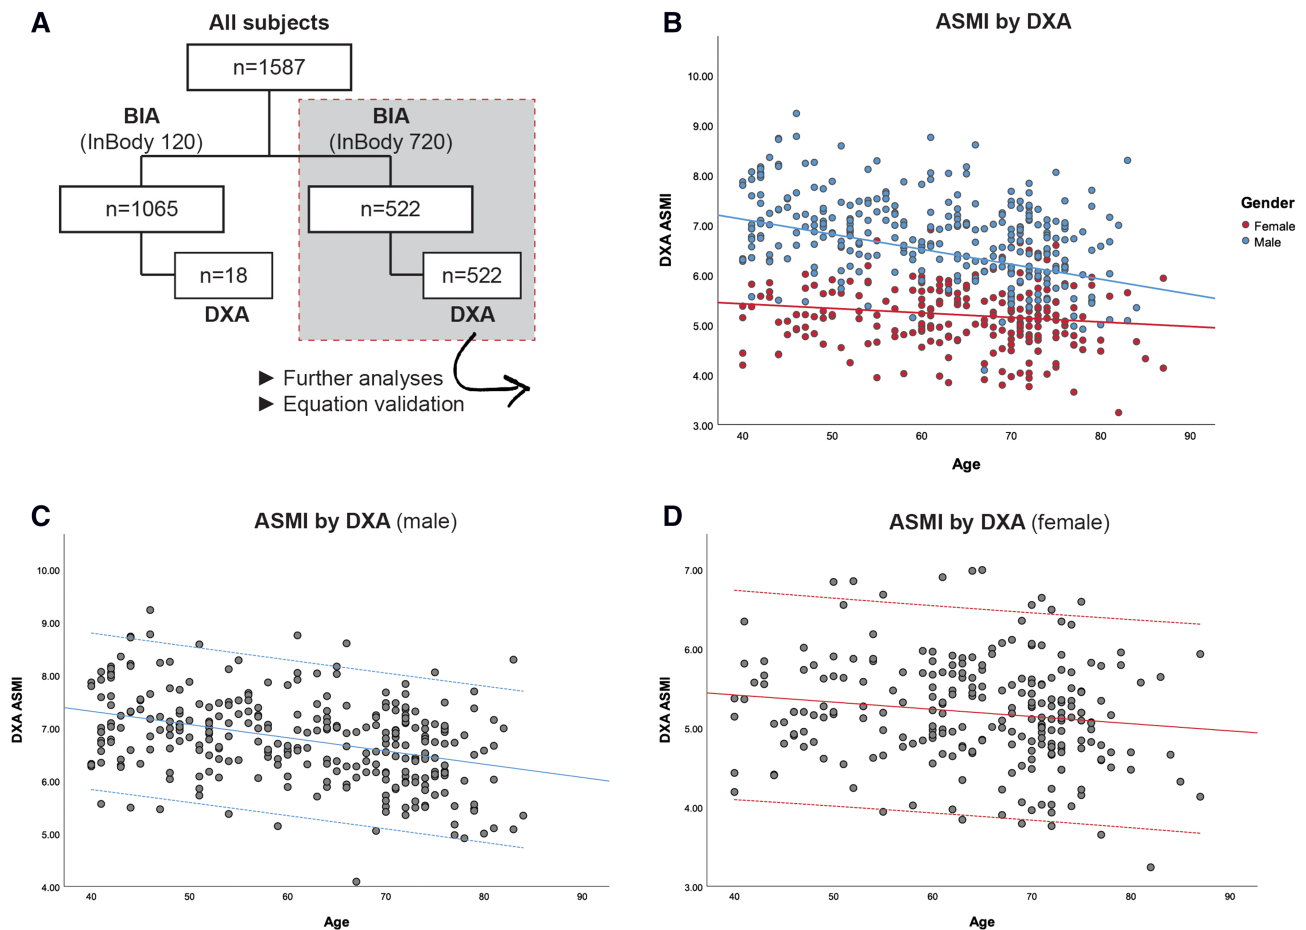 A
All subjects
n=1587
BIA
(InBody 120)
BIA
(InBody 720)
n=1065
n=522
n=18
n=522
DXA
DXA
► Further analyses
► Equation validation
B
ASMI by DXA
10.00
9.00
8.00
7.00
6.00
5.00
4.00
3.00
DXA ASMI
40 50 60 70 80 90
Age
Gender
Female
Male
C
ASMI by DXA (male)
10.00
9.00
8.00
7.00
6.00
5.00
4.00
DXA ASMI
40 50 60 70 80 90
Age
D
ASMI by DXA (female)
7.00
6.00
5.00
4.00
3.00
DXA ASMI
40 50 60 70 80 90
Age